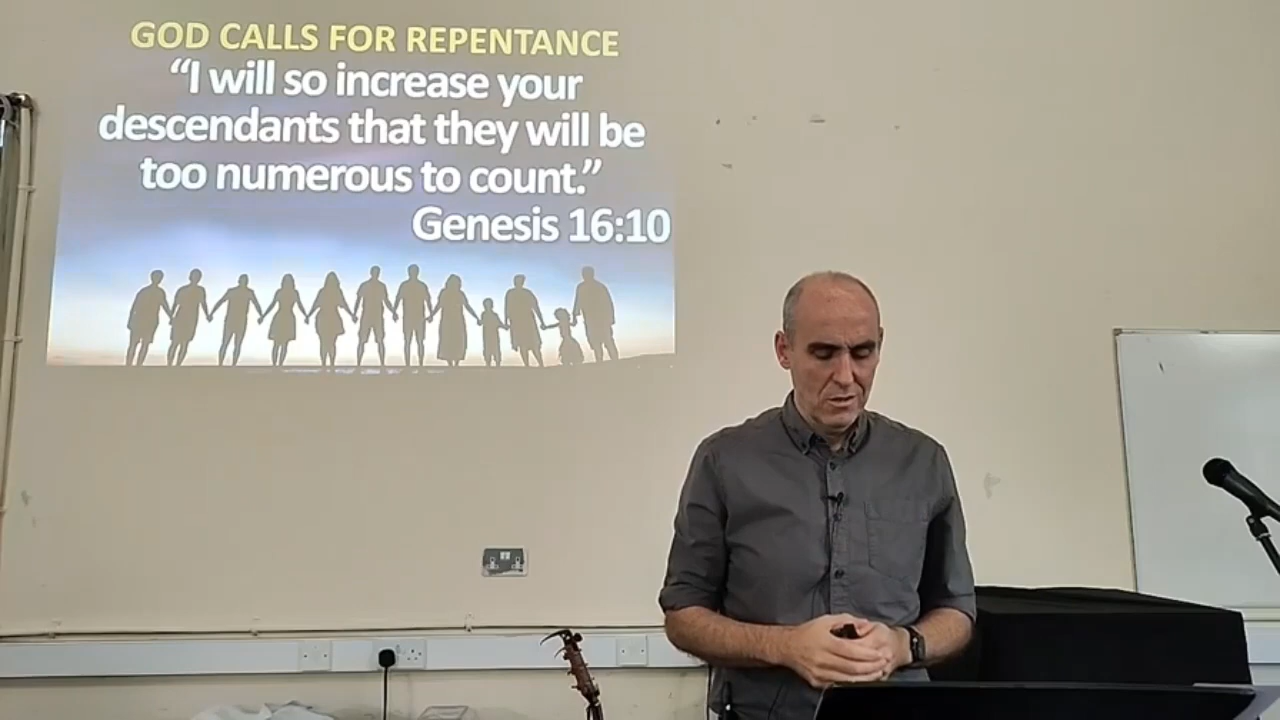 GOD CALLS FOR REPENTANCE
“I will so increase your
descendants that they will be
too numerous to count.”
Genesis 16:10